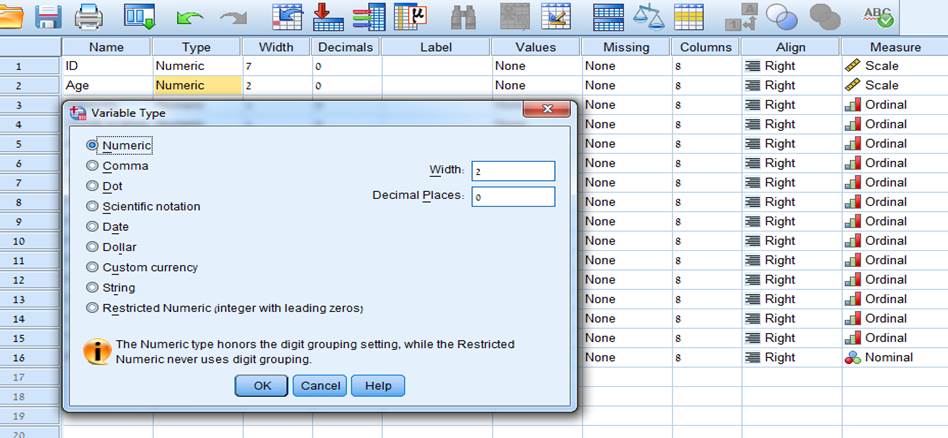 ABC
μ
1 A
Name Type Width Decimals Label Values Missing Columns Align Measure
1 ID Numeric 7 0 None None 8 Right Scale
2 Age Numeric 2 0 None None 8 Right Scale
3 None 8 Right Ordinal
4 None 8 Right Ordinal
5 None 8 Right Ordinal
6 None 8 Right Ordinal
7 None 8 Right Ordinal
8 None 8 Right Ordinal
9 None 8 Right Ordinal
10 None 8 Right Ordinal
11 None 8 Right Ordinal
12 None 8 Right Ordinal
13 None 8 Right Ordinal
14 None 8 Right Ordinal
15 None 8 Right Ordinal
16 None 8 Right Nominal
17
18
19
20
Variable Type
Numeric
Comma
Dot
Scientific notation
Date
Dollar
Custom currency
String
Restricted Numeric (integer with leading zeros)
Width: 2
Decimal Places: 0
The Numeric type honors the digit grouping setting, while the Restricted
Numeric never uses digit grouping.
OK Cancel Help